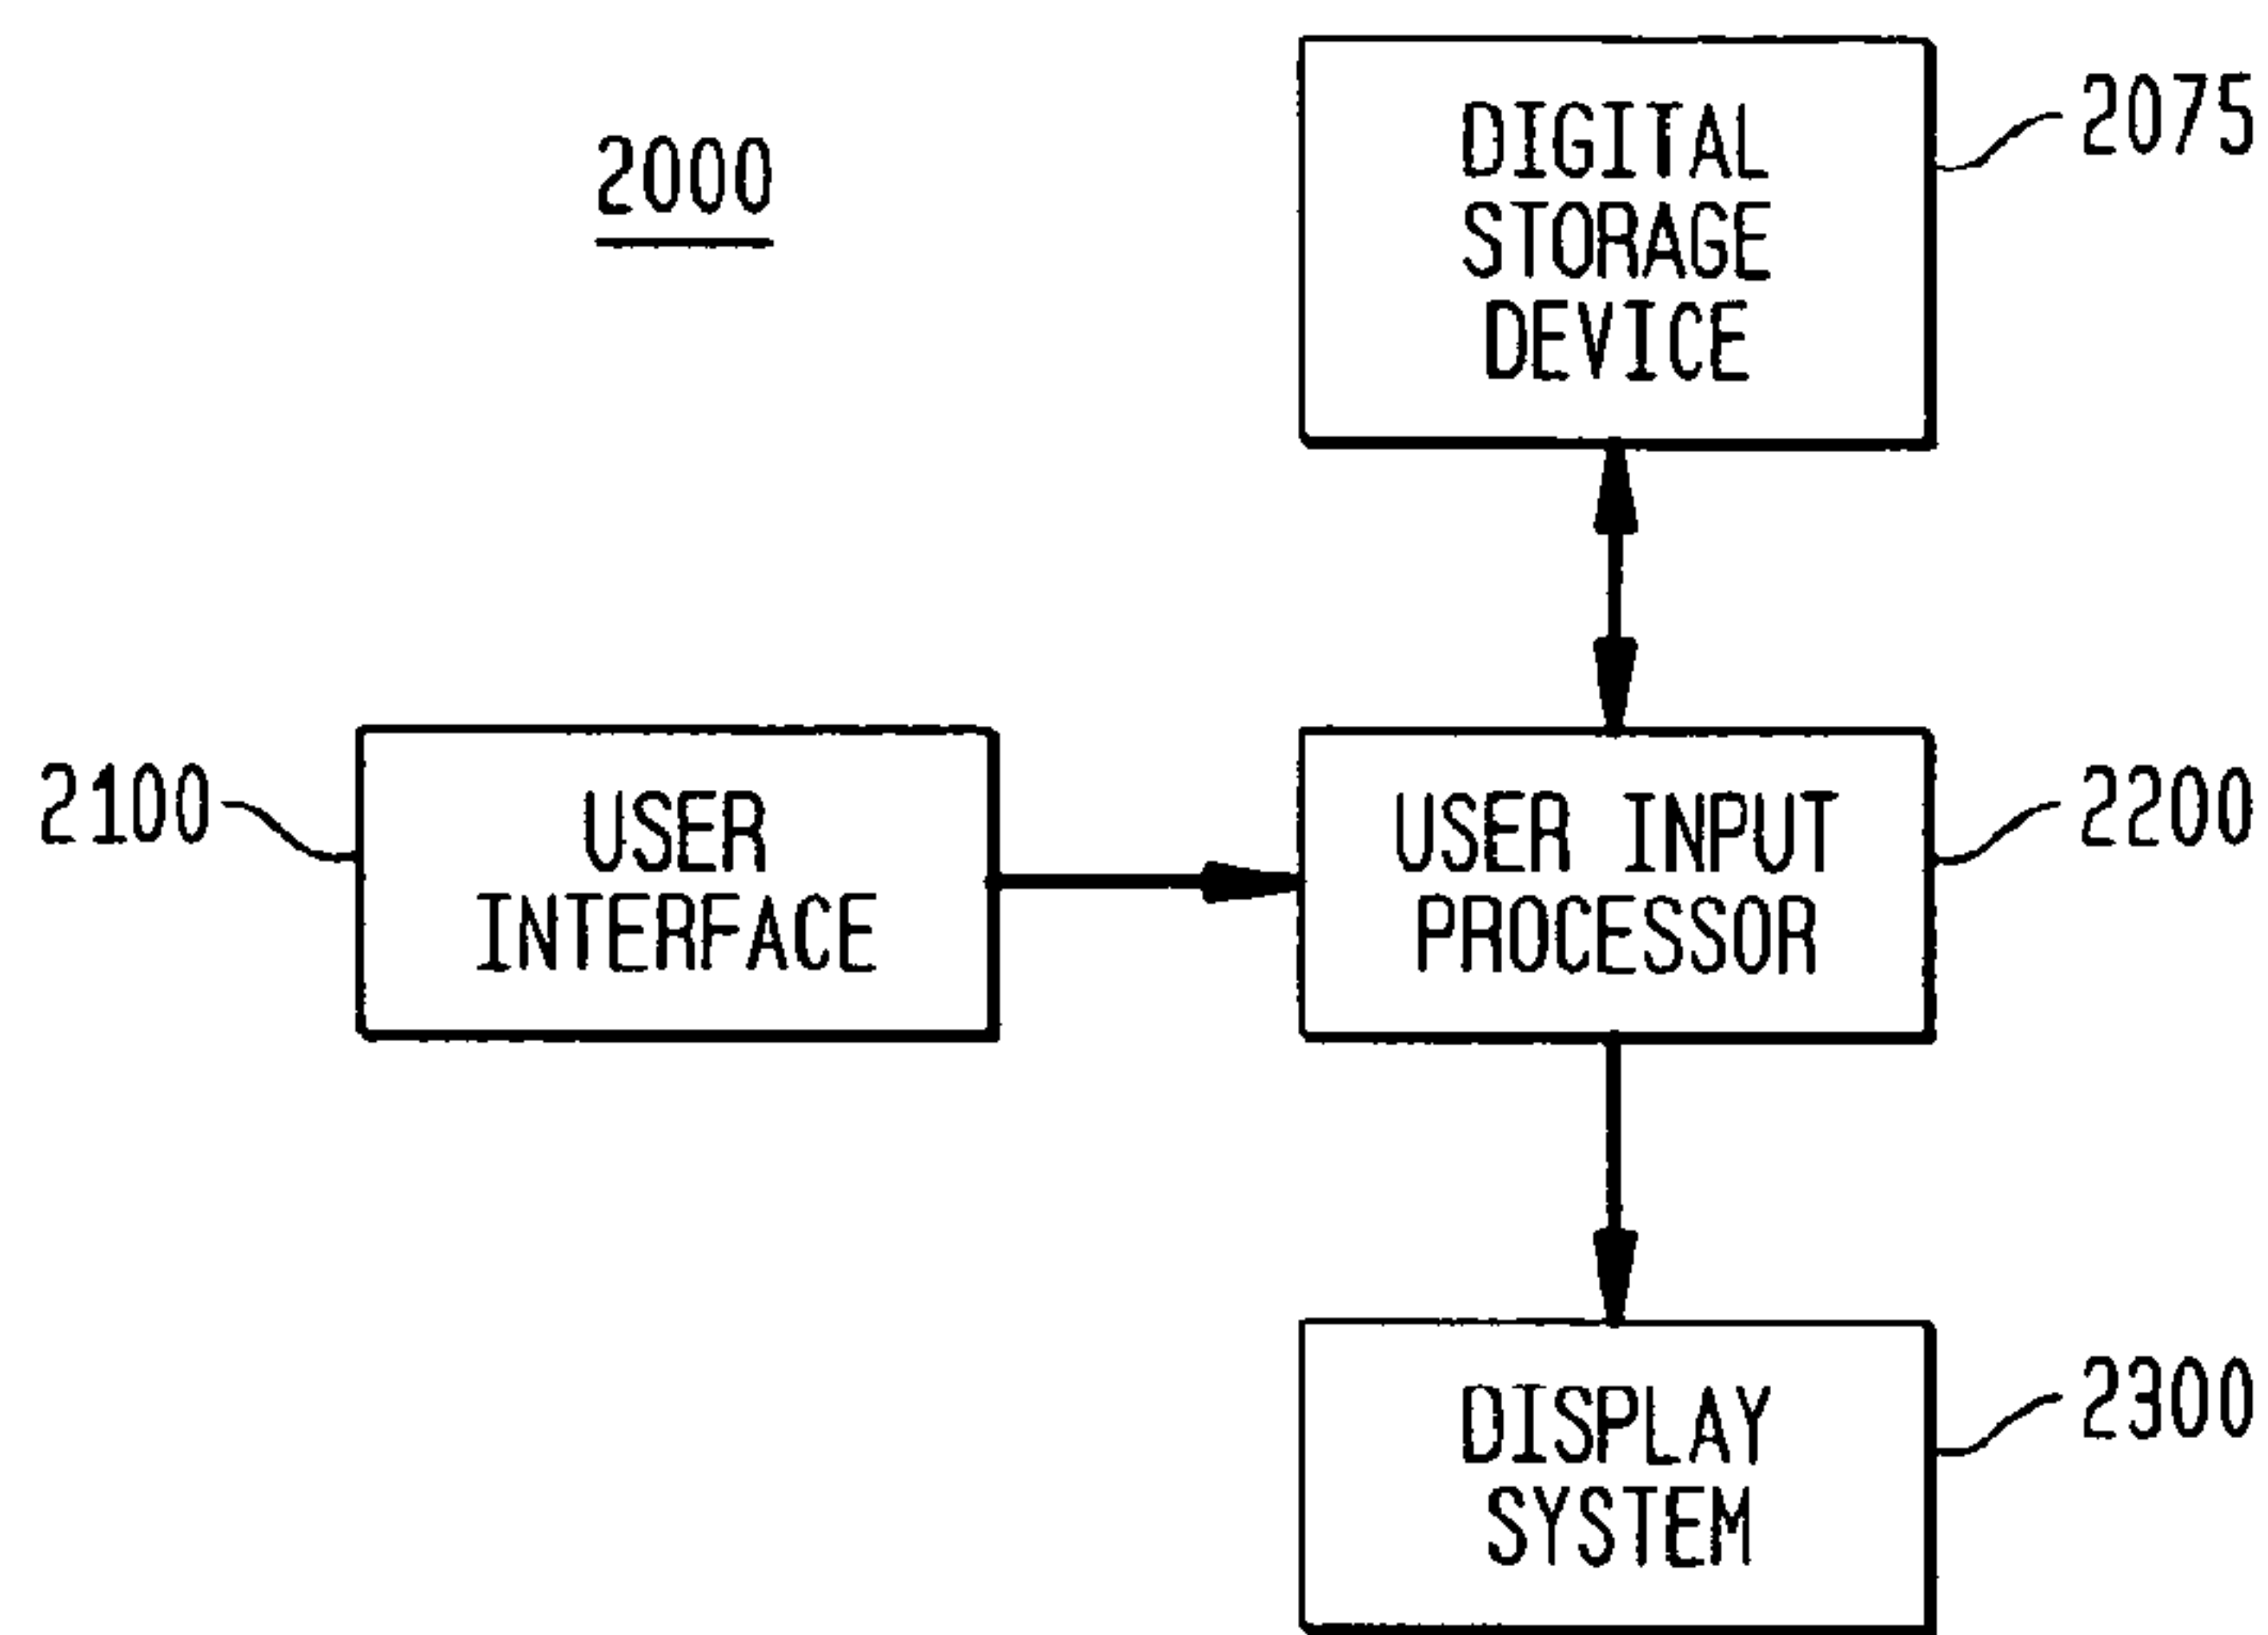 2000
DIGITAL
STORAGE
DEVICE
2075
2100
USER
INTERFACE
USER INPUT
PROCESSOR
2200
DISPLAY
SYSTEM
2300